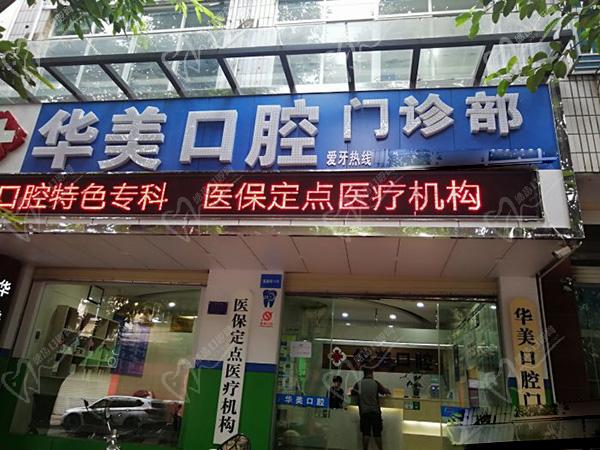 华美口腔门诊部
爱牙热线
口腔特色专科 医保定点医疗机构
医保定点医疗机构
华美口腔
华美口腔门
华